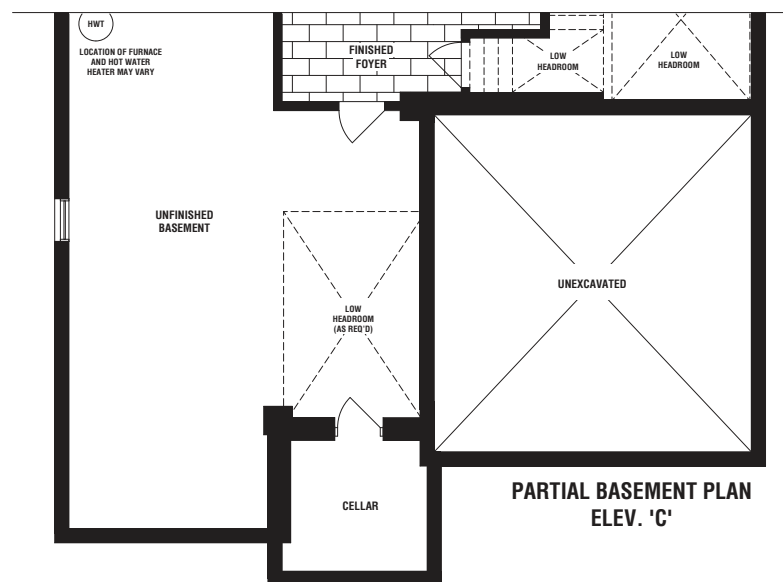 HWT
LOCATION OF FURNACE
AND HOT WATER
HEATER MAY VARY
FINISHED
FOYER
LOW
HEADROOM
LOW
HEADROOM
UNFINISHED
BASEMENT
UNEXCAVATED
LOW
HEADROOM
(AS REQ'D)
CELLAR
PARTIAL BASEMENT PLAN
ELEV. 'C'